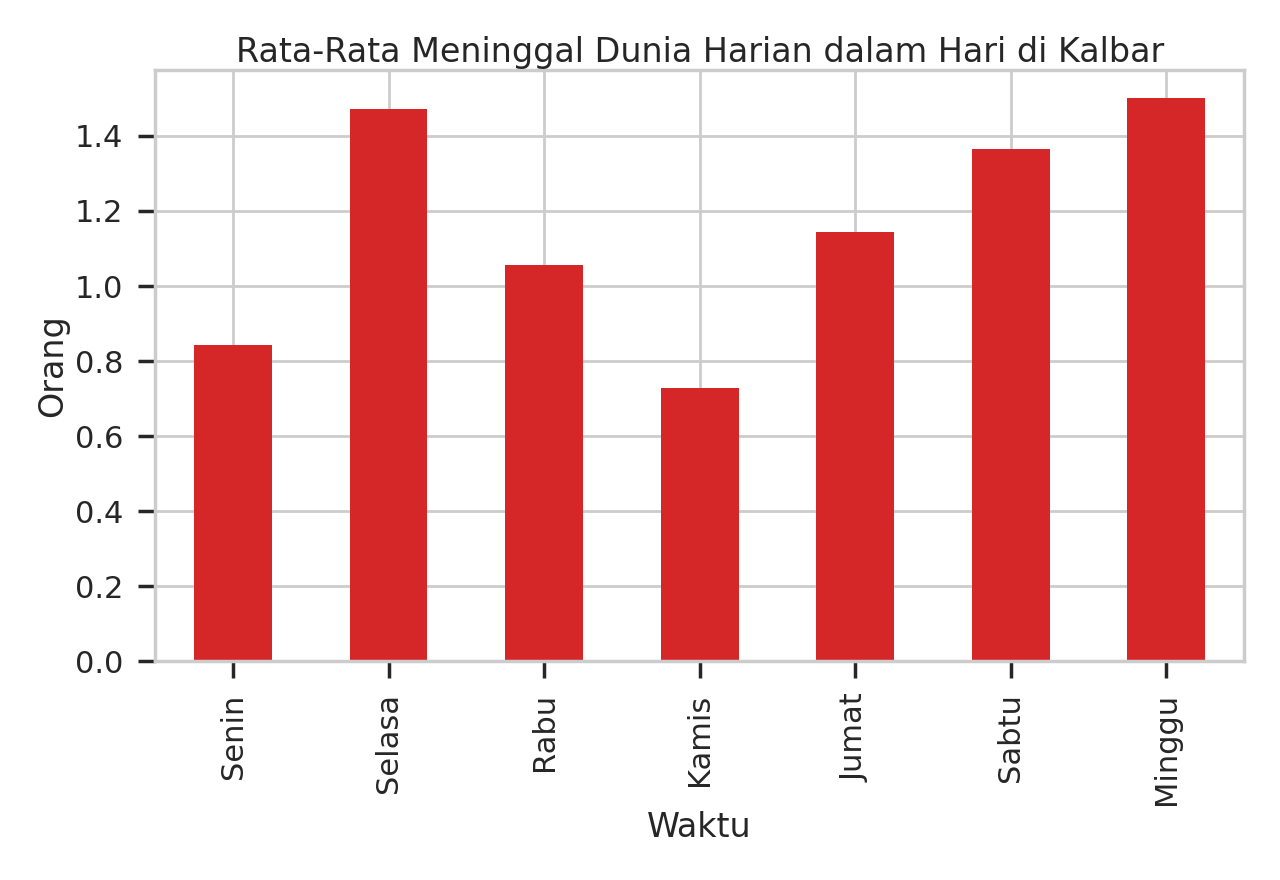 Rata-Rata Meninggal Dunia Harian dalam Hari di Kalbar
1.4
1.2
1.0
0.8
0.6
0.4
0.2
0.0
Orang
Senin
Selasa
Rabu
Kamis
Jumat
Sabtu
Minggu
Waktu